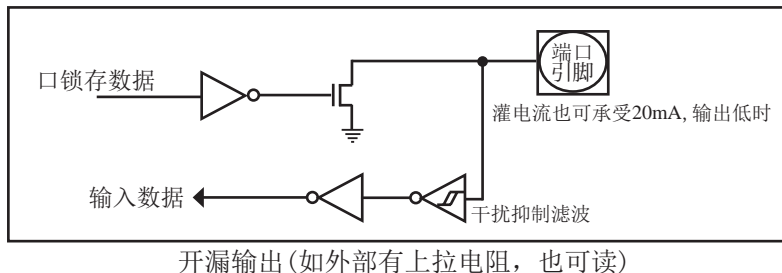 端口
引脚
口锁存数据
灌电流也可承受20mA, 输出低时
输入数据
干扰抑制滤波
开漏输出(如外部有上拉电阻，也可读)